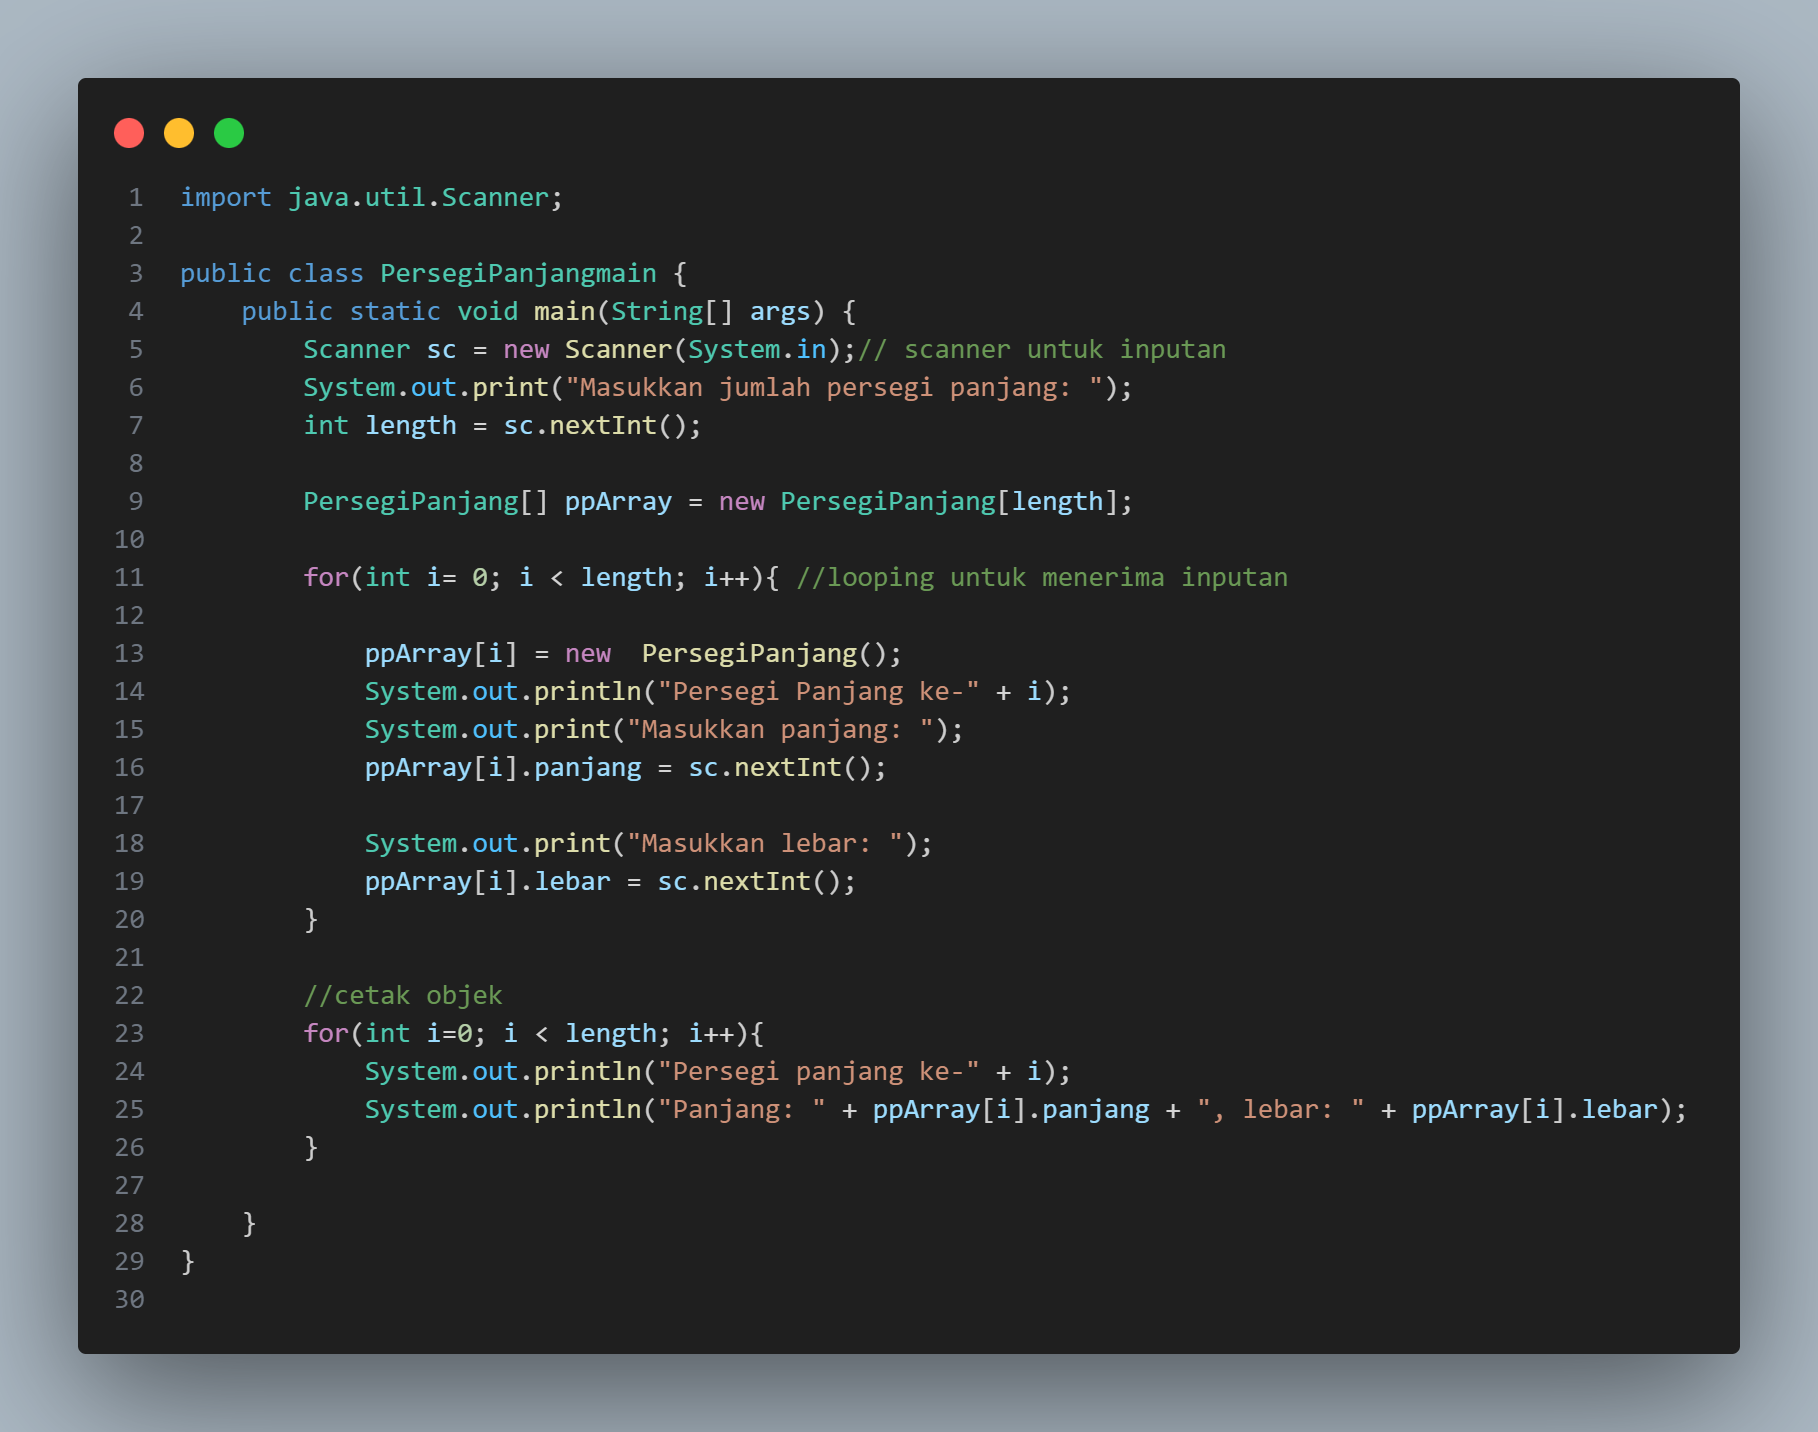 1 import java.util.Scanner;
2
3 public class PersegiPanjangmain {
4     public static void main(String[] args) {
5         Scanner sc = new Scanner(System.in);// scanner untuk inputan
6         System.out.print("Masukkan jumlah persegi panjang: ");
7         int length = sc.nextInt();
8
9         PersegiPanjang[] ppArray = new PersegiPanjang[length];
10
11         for(int i= 0; i < length; i++){ //looping untuk menerima inputan
12
13             ppArray[i] = new  PersegiPanjang();
14             System.out.println("Persegi Panjang ke-" + i);
15             System.out.print("Masukkan panjang: ");
16             ppArray[i].panjang = sc.nextInt();
17
18             System.out.print("Masukkan lebar: ");
19             ppArray[i].lebar = sc.nextInt();
20         }
21
22         //cetak objek
23         for(int i=0; i < length; i++){
24             System.out.println("Persegi panjang ke-" + i);
25             System.out.println("Panjang: " + ppArray[i].panjang + ", lebar: " + ppArray[i].lebar);
26         }
27
28     }
29 }
30